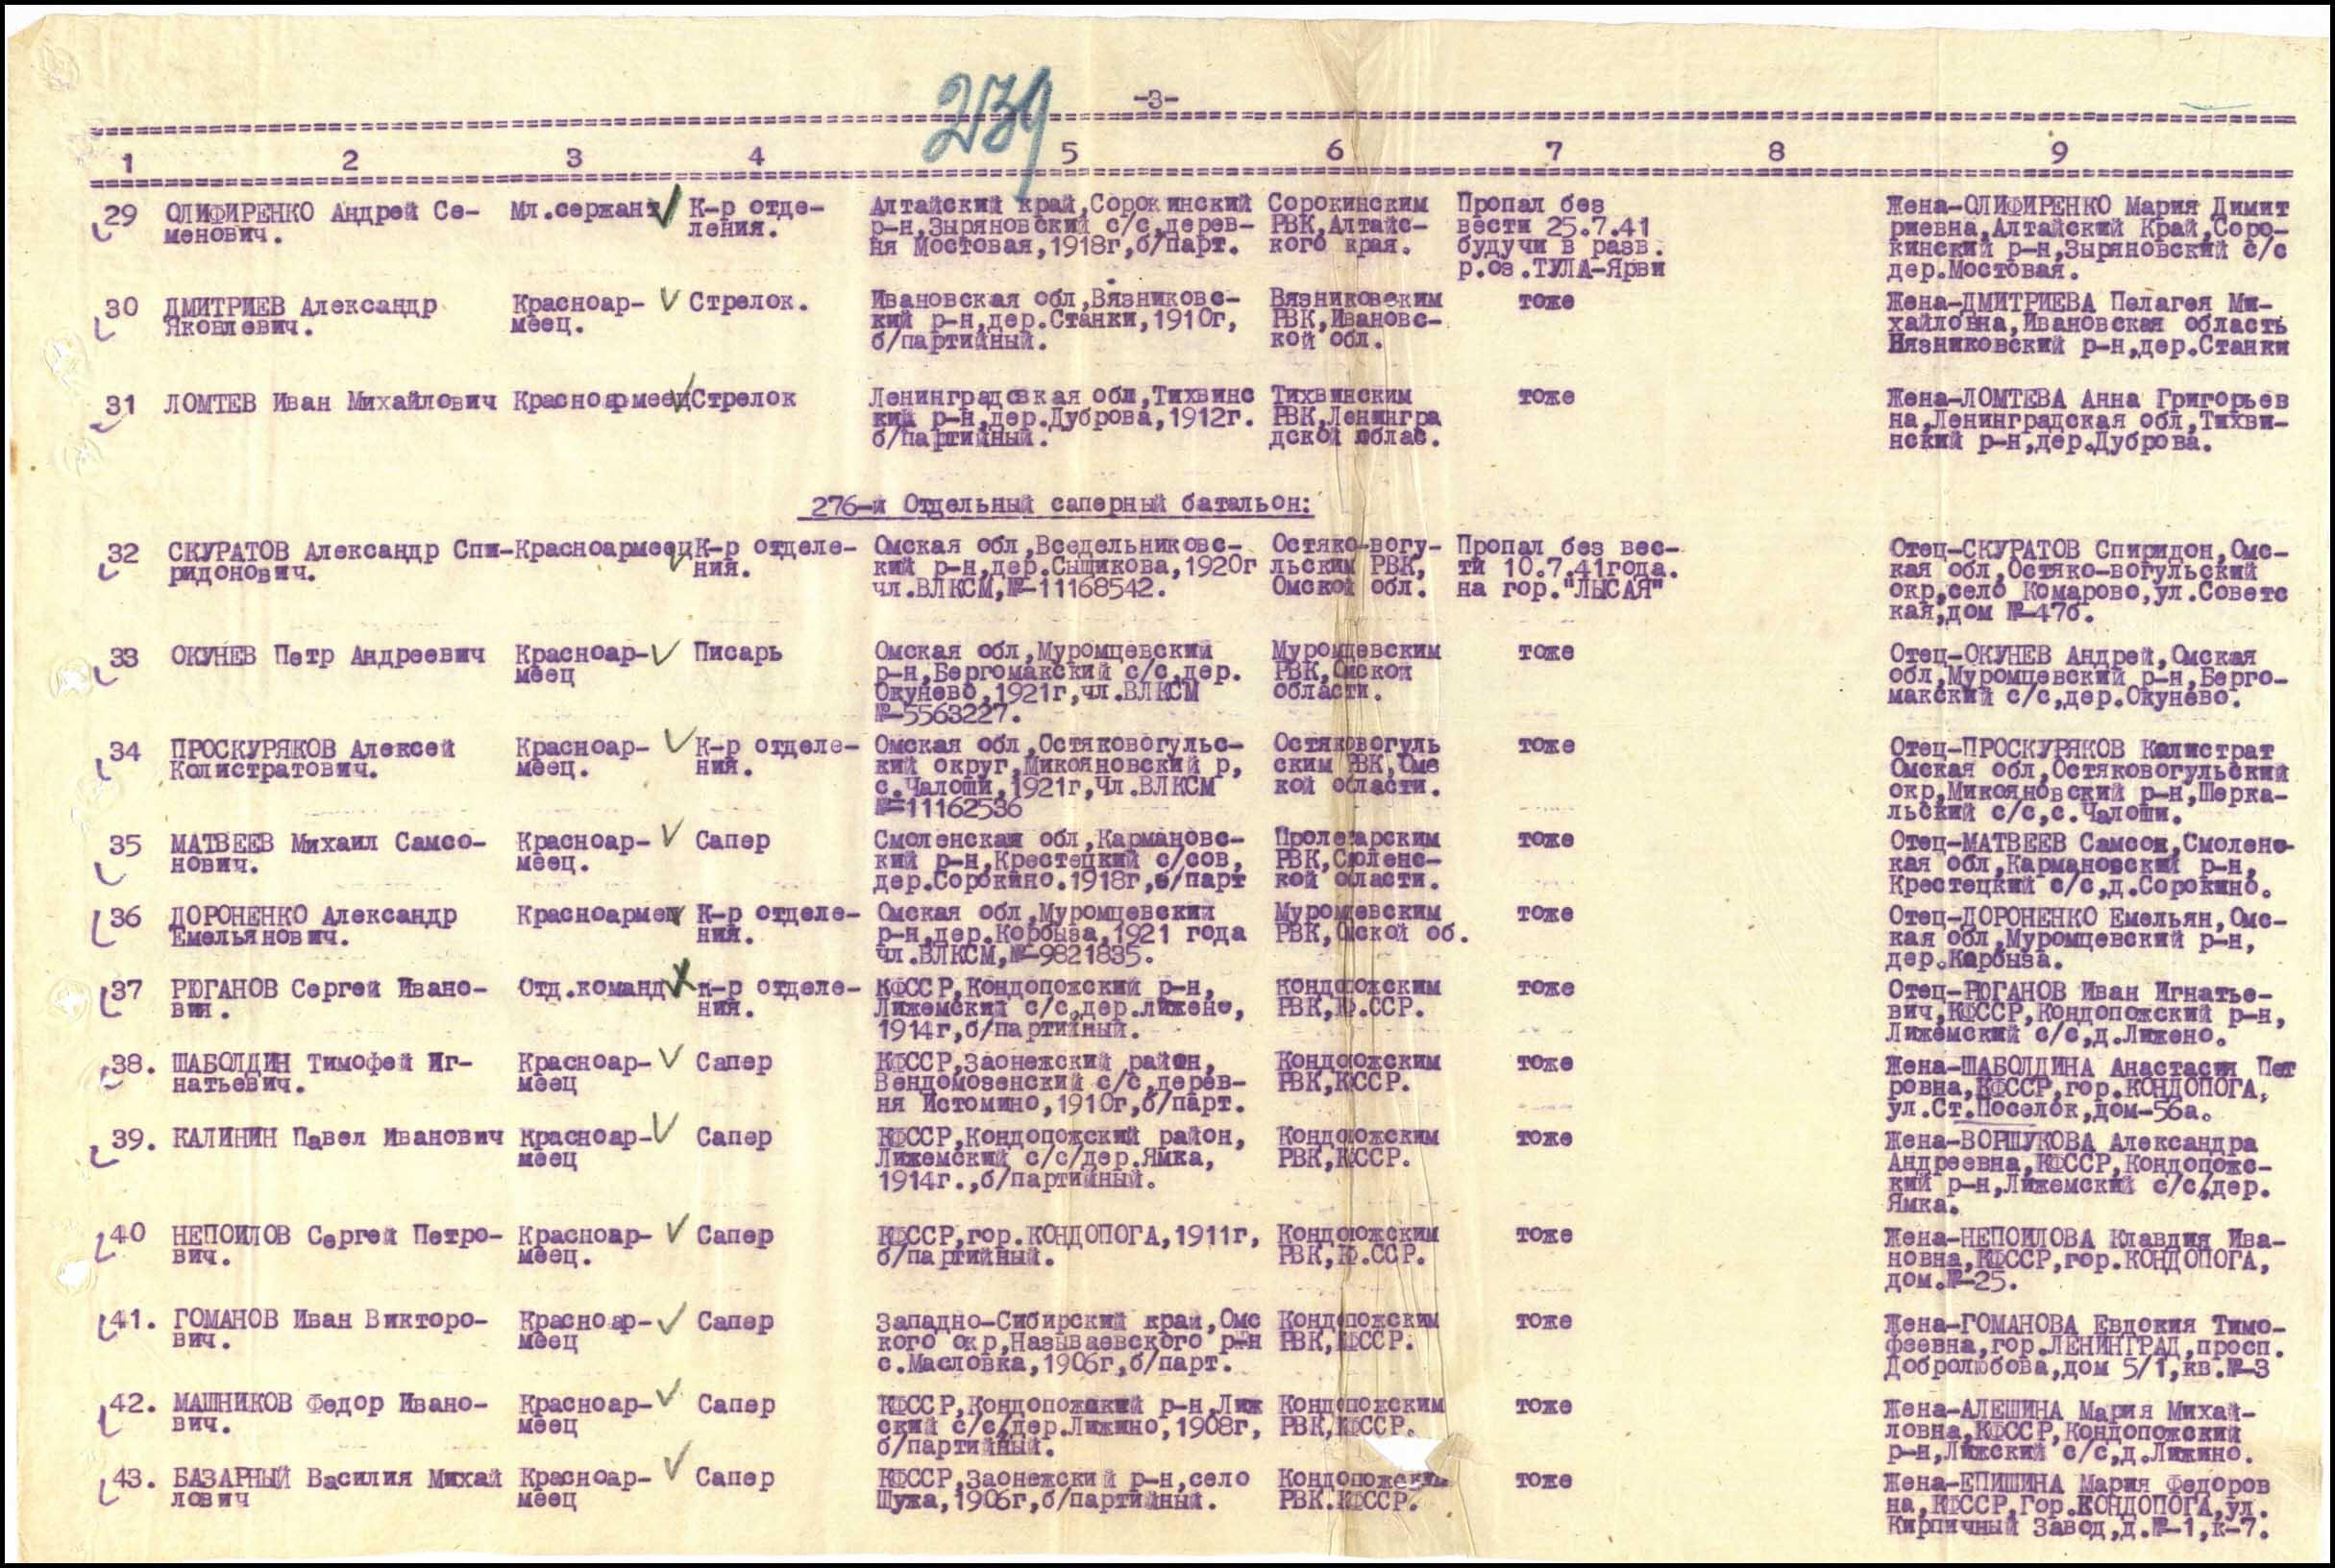 239
-3-
1 2 3 4 5 6 7 8 9
29 ОЛИФИРЕНКО Андрей Се- Мл.сержант К-р отде- Алтайский край,Сорокинский Сорокинским Пропал без Жена-ОЛИФИРЕНКО Мария Димит
менович. ления. р-н,Зыряновский с/с,дерев- РВК,Алтайс- вести 25.7.41 риевна,Алтайский Край,Соро-
ня Мостовая,1918г,б/парт. кого края. будучи в разв. кинский р-н,Зыряновский с/с
р.оз.ТУЛА-Ярви дер.Мостовая.
30 ДМИТРИЕВ Александр Красноар- Стрелок. Ивановская обл,Вязниковс- Вязниковским тоже Жена-ДМИТРИЕВА Пелагея Ми-
Яковлевич. меец. кий р-н,дер.Станки,1910г, РВК,Ивановс- хайловна,Ивановская область
б/партийный. кой обл. Вязниковский р-н,дер.Станки
31 ЛОМТЕВ Иван Михайлович Красноармеец Стрелок Ленинградская обл,Тихвинс Тихвинским тоже Жена-ЛОМТЕВА Анна Григорьев
кий р-н,дер.Дуброва,1912г. РВК,Ленингра на,Ленинградская обл,Тихви-
б/партийный. дской облас. нский р-н,дер.Дуброва.
276-й Отдельный саперный батальон:
32 СКУРАТОВ Александр Спи- Красноармеец К-р отделе- Омская обл,Вседельниковс- Остяко-вогу- Пропал без вес- Отец-СКУРАТОВ Спиридон,Омс-
ридонович. ния. кий р-н,дер.Сыщикова,1920г льским РВК, ти 10.7.41года. кая обл,Остяко-вогульский
чл.ВЛКСМ,№-11168542. Омской обл. на гор."ЛЫСАЯ" окр,село Комарово,ул.Советс
кая,дом №-47б.
33 ОКУНЕВ Петр Андреевич Красноар- Писарь Омская обл,Муромцевский Муромцевским тоже Отец-ОКУНЕВ Андрей,Омская
меец р-н,Бергомакский с/с,дер. РВК,Омской обл,Муромцевский р-н,Берго-
Окунево,1921г,чл.ВЛКСМ области. макский с/с,дер.Окунево.
№-5563227.
34 ПРОСКУРЯКОВ Алексей Красноар- К-р отделе- Омская обл,Остяковогульс- Остяковогуль тоже Отец-ПРОСКУРЯКОВ Калистрат
Колистратович. меец. ния. кий округ,Микояновский р, ским РВК,Омс Омская обл,Остяковогульский
с.Чалоши,1921г,Чл.ВЛКСМ кой области. окр,Микояновский р-н,Шерка-
№=11162536 льский с/с,с.Чалоши.
35 МАТВЕЕВ Михаил Самсо- Красноар- Сапер Смоленская обл,Кармановс- Пролетарским тоже Отец-МАТВЕЕВ Самсон,Смоленс-
нович. меец. кий р-н,Крестецкий с/сов, РВК,Смоленс- кая обл,Кармановский р-н,
дер.Сорокино.1918г,б/парт кой области. Крестецкий с/с,д.Сорокино.
36 ДОРОНЕНКО Александр Красноармец К-р отделе- Омская обл,Муромцевский Муромцевским тоже Отец-ДОРОНЕНКО Емельян,Омс-
Емельянович. ния. р-н,дер.Корбыза,1921 года РВК,Омской об. кая обл,Муромцевский р-н,
чл.ВЛКСМ,№-9821835. дер.Карбыза.
37 РЮГАНОВ Сергей Ивано- Отд.команд К-р отделе- КФССР,Кондопожский р-н, Кондопожским тоже Отец-РЮГАНОВ Иван Игнатье-
вич. ния. Лижемский с/с,дер.лижено, РВК,КФ.ССР. вич,КФССР,Кондопожский р-н,
1914г,б/партийный. Лижемский с/с,д.Лижено.
38. ШАБОЛДИН Тимофей Иг- Красноар- Сапер КФССР,Заонежский район, Кондопожским тоже Жена-ШАБОЛДИНА Анастасия Пет
натьевич. меец Вендомозенский с/с,дерев- РВК,КФССР. ровна,КФССР,гор.КОНДОПОГА,
ня Истомино,1910г,б/парт. ул.Ст.Поселок,дом-56а.
39. КАЛИНИН Павел Иванович Красноар- Сапер КФССР,Кондопожский район, Кондопожским тоже Жена-ВОРШУКОВА Александра
меец Лижемский с/с/дер.Ямка, РВК,КФССР. Андреевна,КФССР,Кондопожс-
1914г.,б/партийный. кий р-н,Лижемский с/с,дер.
Ямка.
40 НЕПОИЛОВ Сергей Петро- Красноар- Сапер КФССР,гор.КОНДОПОГА,1911г, Кондопожским тоже Жена-НЕПОИЛОВА Клавдия Ива-
вич. меец. б/партийный. РВК,КФ.ССР. новна,КФССР,гор.КОНДОПОГА,
дом.№-25.
41. ГОМАНОВ Иван Викторо- Красноар- Сапер Западно-Сибирский край,Омс Кондопожским тоже Жена-ГОМАНОВА Евдокия Тимо-
вич. меец кого окр,Называевского р-н РВК,КФССР. феевна,гор.ЛЕНИНГРАД,просп.
с.Масловка,1906г,б/парт. Добролюбова,дом 5/1,кв.№-3
42. МАШНИКОВ Федор Ивано- Красноар- Сапер КФССР,Кондопожский р-н,Лиж Кондопожским тоже Жена-АЛЕШИНА Мария Михай-
вич. меец ский с/с,дер.Лижино,1908г, РВК,КФССР. ловна,КФССР,Кондопожский
б/партийный. р-н,Лижский с/с,д.Лижино.
43. БАЗАРНЫЙ Василия Михай Красноар- Сапер КФССР,Заонежский р-н,село Кондопожским тоже Жена-ЕПИШИНА Мария Федоров
лович меец Шужа,1906г,б/партийный. РВК.КФССР. на,КФССР,Гор.КОНДОПОГА,ул.
Кирпичный Завод,д.№-1,к-7.